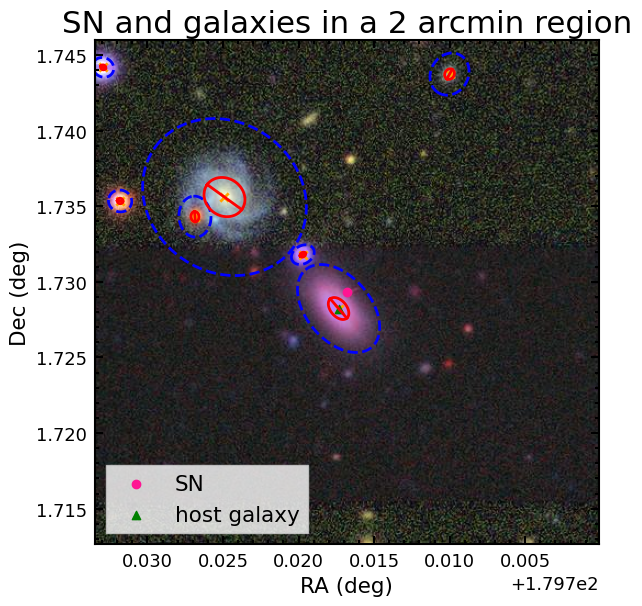 SN and galaxies in a 2 arcmin region
1.745
1.740
1.735
1.730
1.725
1.720
1.715
Dec (deg)
SN
host galaxy
0.030 0.025 0.020 0.015 0.010 0.005
RA (deg)
+1.797e2